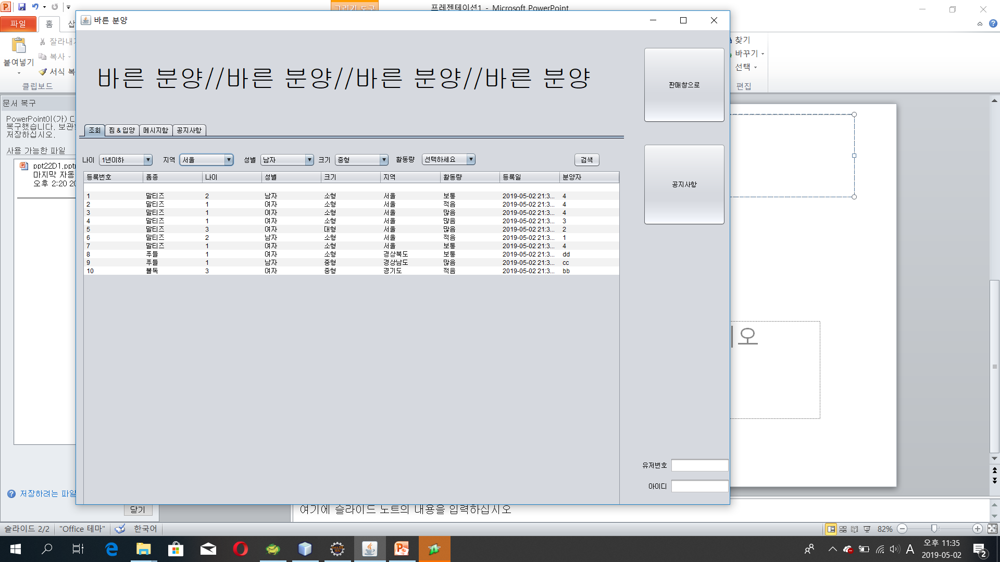 프레젠테이션1 - Microsoft PowerPoint
파일
홈
바른 분양
잘라내
찾기
바꾸기
복사
붙여넣기
선택
서식 복
클립보드
편집
바른 분양//바른 분양//바른 분양//바른 분양
판매창으로
문서 복구
PowerPoint이(가) 다
복구했습니다. 보관할
저장하십시오.
사용 가능한 파일
ppt22D1.pptm
마지막 자동
오후 2:20 20
조회 찜 & 입양 메시지함 공지사항
나이 1년이하 지역 서울 성별 남자 크기 중형 활동량 선택하세요 검색
공지사항
등록번호 품종 나이 성별 크기 지역 활동량 등록일 분양자
1 말티즈 2 남자 소형 서울 보통 2019-05-02 21:3... 4
2 말티즈 1 여자 소형 서울 적음 2019-05-02 21:3... 4
3 말티즈 1 여자 소형 서울 많음 2019-05-02 21:3... 4
4 말티즈 1 여자 소형 서울 많음 2019-05-02 21:3... 3
5 말티즈 3 여자 대형 서울 많음 2019-05-02 21:3... 2
6 말티즈 2 남자 소형 서울 적음 2019-05-02 21:3... 1
7 말티즈 1 여자 소형 서울 보통 2019-05-02 21:3... 4
8 푸들 1 여자 소형 경상북도 보통 2019-05-02 21:3... dd
9 푸들 1 남자 중형 경상남도 많음 2019-05-02 21:3... cc
10 불독 3 여자 중형 경기도 적음 2019-05-02 21:3... bb
오
유저번호
아이디
저장하려는 파일
닫기
여기에 슬라이드 노트의 내용을 입력하십시오
슬라이드 2/2 "Office 테마" 한국어 82%
A 오후 11:35
2019-05-02
2